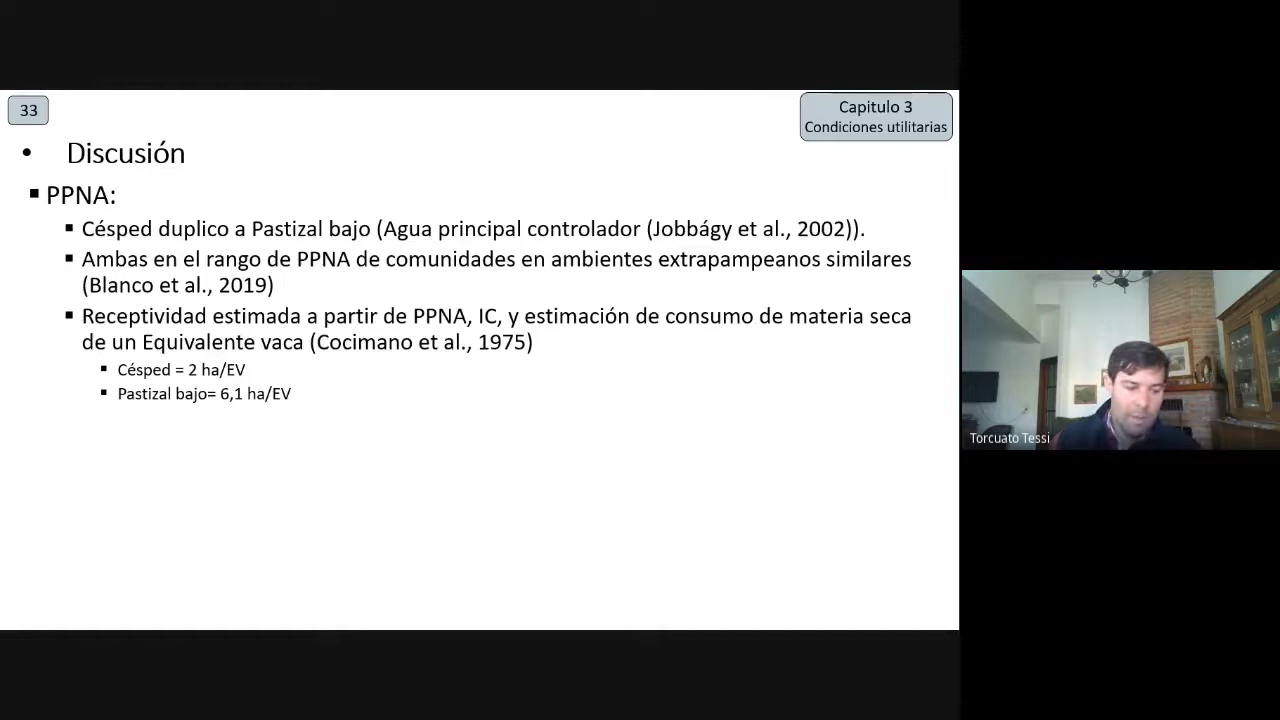 33
Capitulo 3
Condiciones utilitarias
• Discusión
▪ PPNA:
▪ Césped duplico a Pastizal bajo (Agua principal controlador (Jobbágy et al., 2002)).
▪ Ambas en el rango de PPNA de comunidades en ambientes extrapampeanos similares
(Blanco et al., 2019)
▪ Receptividad estimada a partir de PPNA, IC, y estimación de consumo de materia seca
de un Equivalente vaca (Cocimano et al., 1975)
▪ Césped = 2 ha/EV
▪ Pastizal bajo= 6,1 ha/EV
Torcuato Tessi